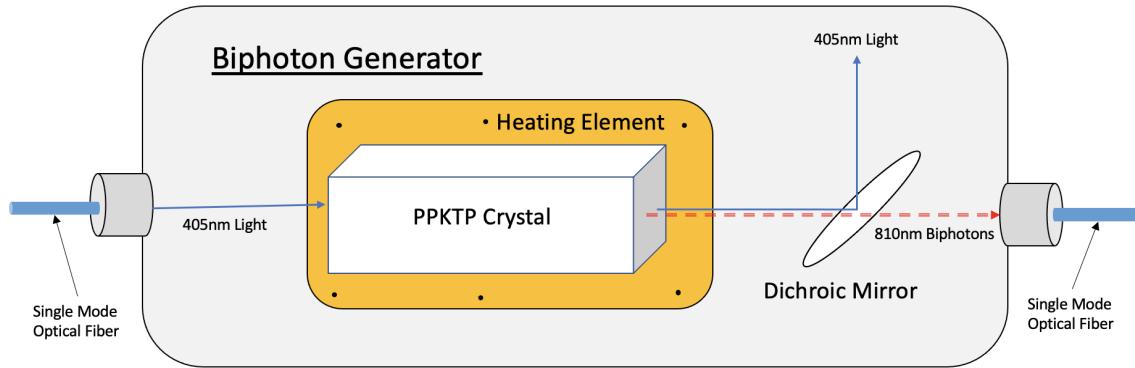 405nm Light
Biphoton Generator
Heating Element
PPKTP Crystal
405nm Light
810nm Biphotons
Dichroic Mirror
Single Mode
Optical Fiber
Single Mode
Optical Fiber